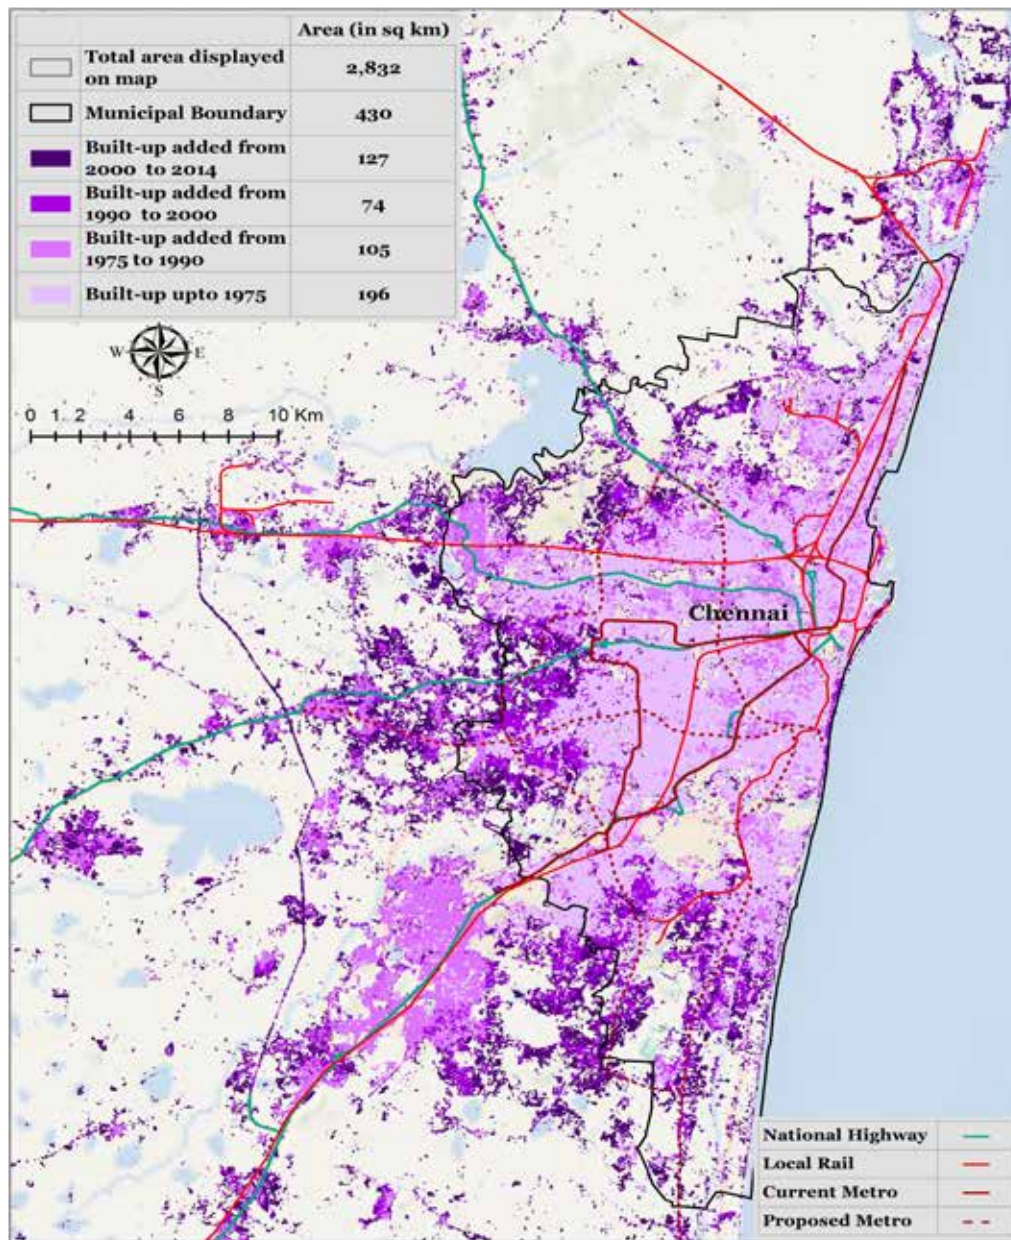 Area (in sq km)
Total area displayed
on map
2,832
Municipal Boundary
430
Built-up added from
2000 to 2014
127
Built-up added from
1990 to 2000
74
Built-up added from
1975 to 1990
105
Built-up upto 1975
196
W
E
S
0 1 2 4 6 8 10 Km
Chennai
National Highway
Local Rail
Current Metro
Proposed Metro